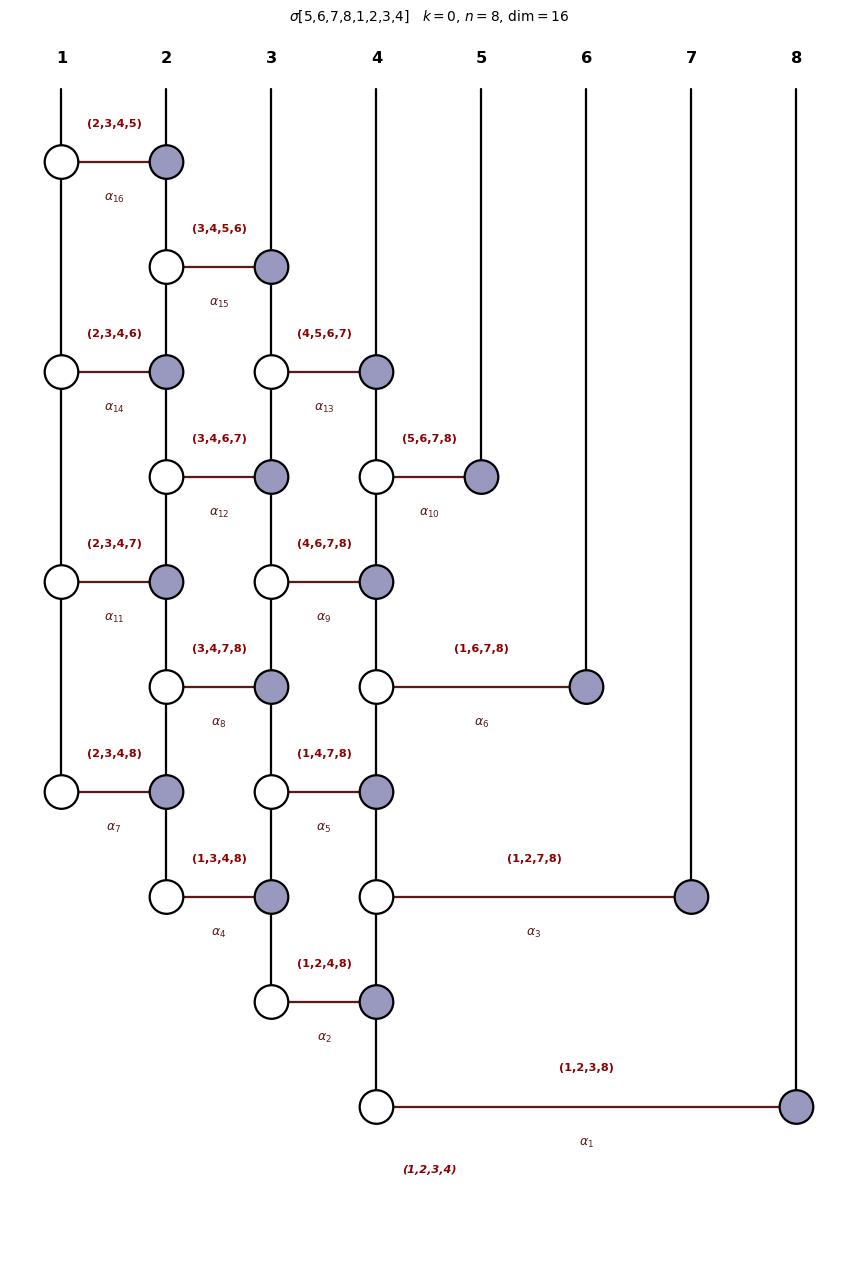 σ[5,6,7,8,1,2,3,4]   k = 0, n = 8, dim = 16
1 2 3 4 5 6 7 8
(2,3,4,5)
α₁₆
(3,4,5,6)
α₁₅
(2,3,4,6) (4,5,6,7)
α₁₄ α₁₃
(3,4,6,7) (5,6,7,8)
α₁₂ α₁₀
(2,3,4,7) (4,6,7,8)
α₁₁ α₉
(3,4,7,8) (1,6,7,8)
α₈ α₆
(2,3,4,8) (1,4,7,8)
α₇ α₅
(1,3,4,8) (1,2,7,8)
α₄ α₃
(1,2,4,8)
α₂
(1,2,3,8)
α₁
(1,2,3,4)